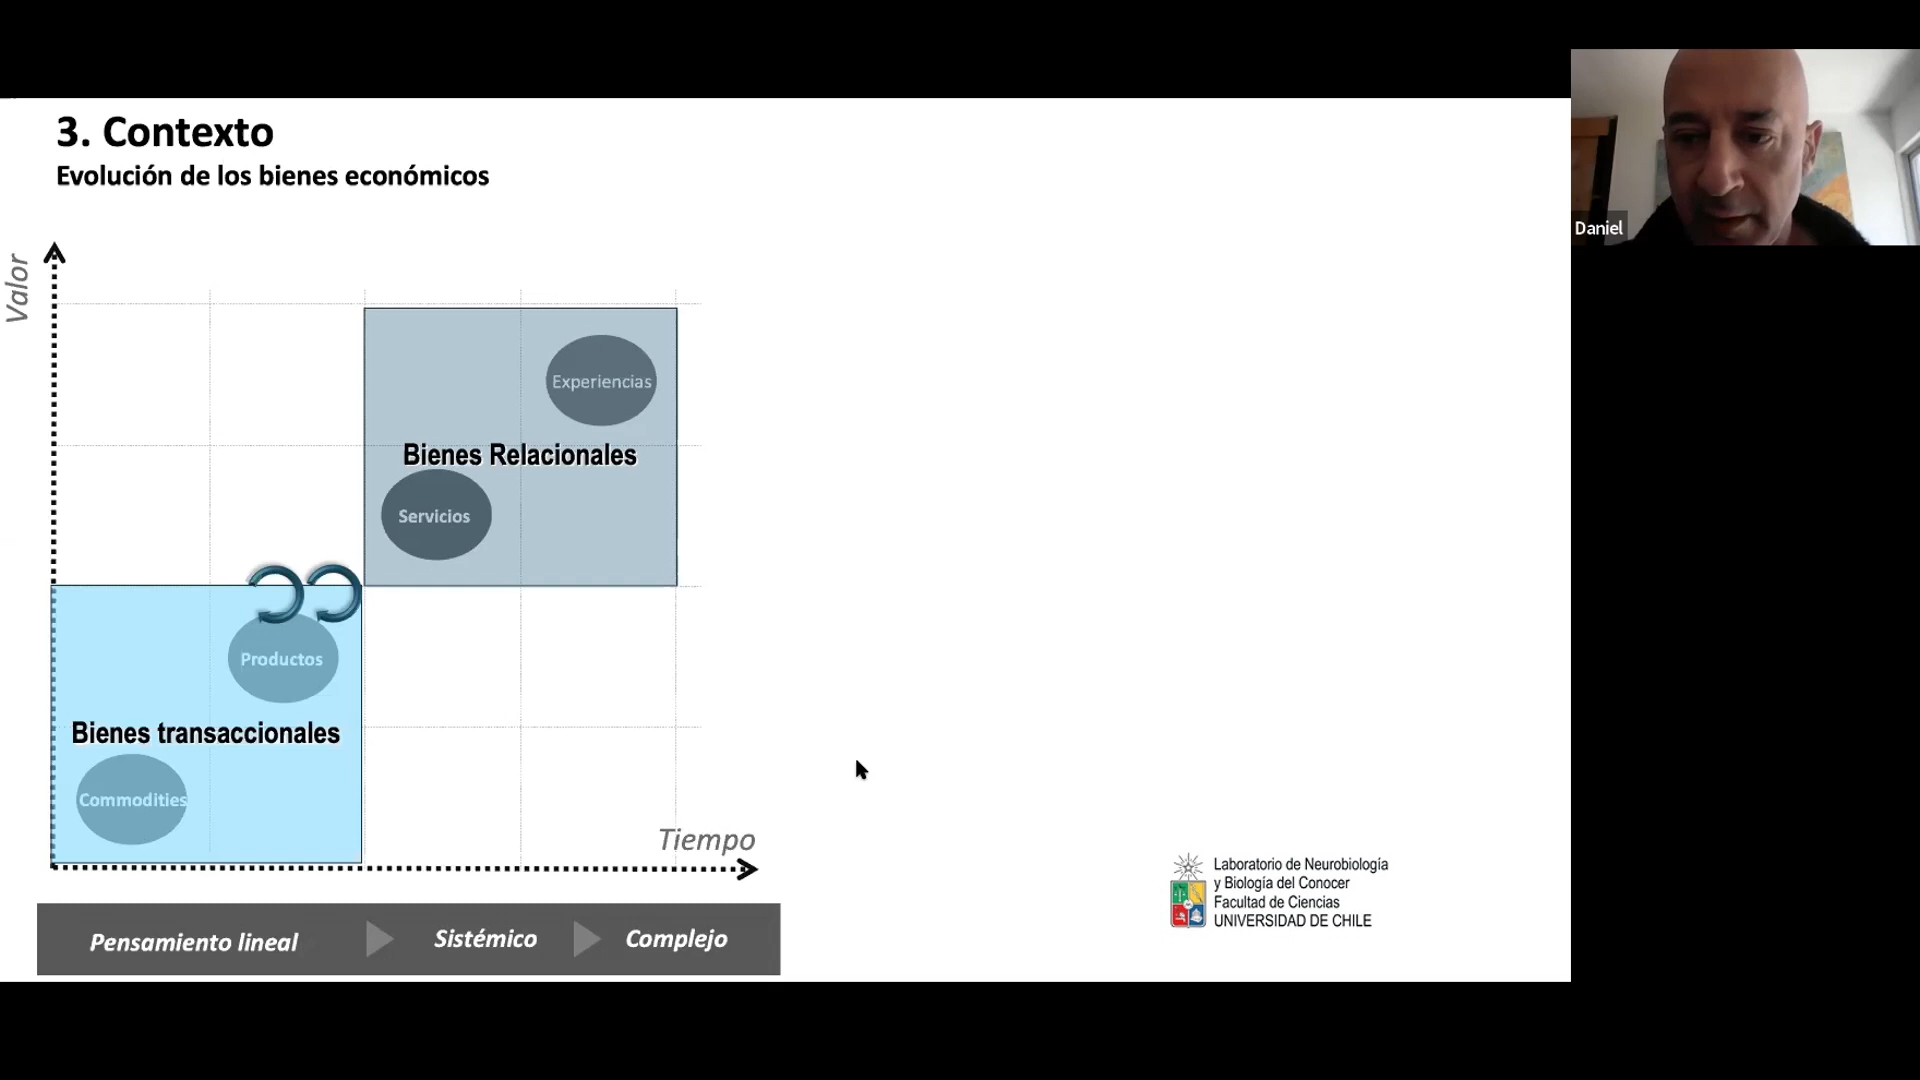 3. Contexto
Evolución de los bienes económicos
Valor
Experiencias
Bienes Relacionales
Servicios
Productos
Bienes transaccionales
Commodities
Tiempo
Pensamiento lineal
Sistémico
Complejo
Laboratorio de Neurobiología
y Biología del Conocer
Facultad de Ciencias
UNIVERSIDAD DE CHILE
Daniel